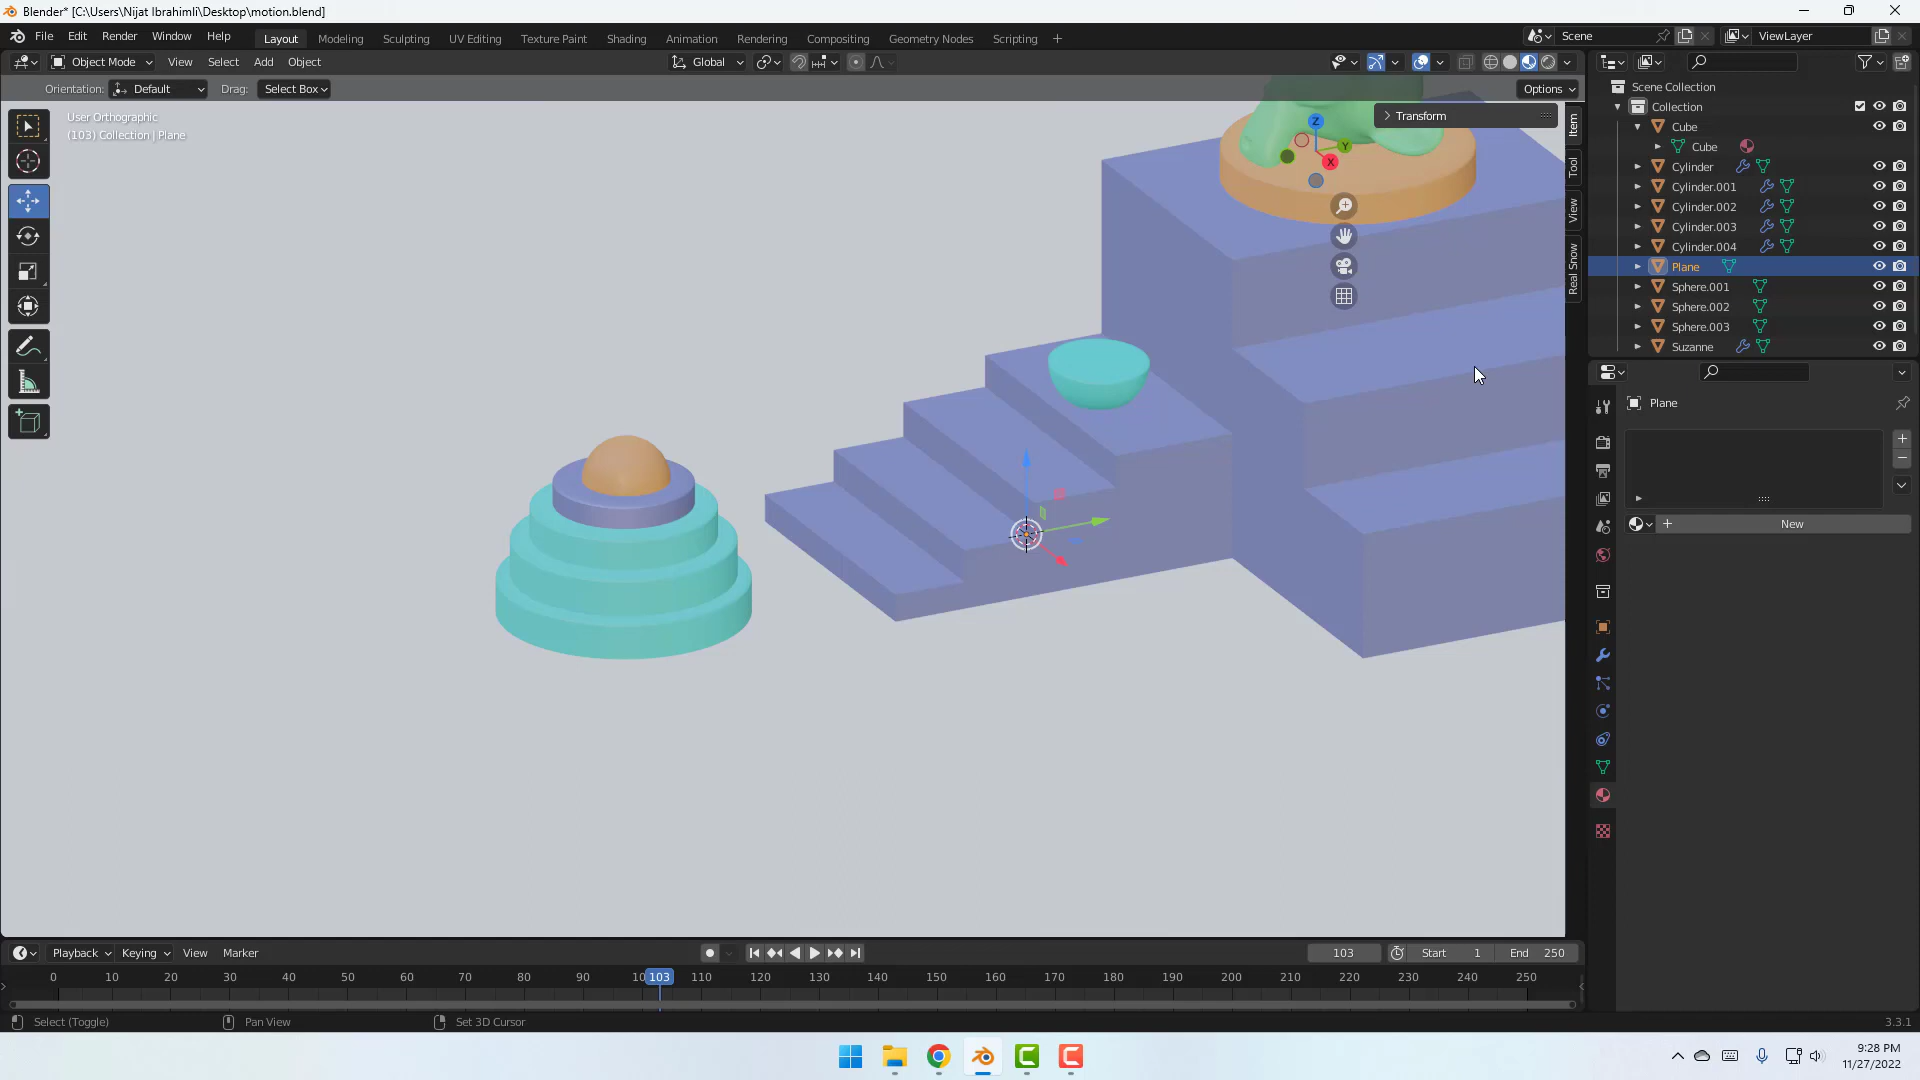 Blender* [C:\Users\Nijat Ibrahimli\Desktop\motion.blend]
File Edit Render Window Help Layout Modeling Sculpting UV Editing Texture Paint Shading Animation Rendering Compositing Geometry Nodes Scripting + Scene ViewLayer
Object Mode View Select Add Object Global
Orientation: Default Drag: Select Box Options
User Orthographic
(103) Collection | Plane
Transform
Z
Y
X
Item
Tool
View
Real Snow
Scene Collection
Collection
Cube
Cube
Cylinder
Cylinder.001
Cylinder.002
Cylinder.003
Cylinder.004
Plane
Sphere.001
Sphere.002
Sphere.003
Suzanne
Plane
New
Playback Keying View Marker 103 Start 1 End 250
0 10 20 30 40 50 60 70 80 90 10 103 110 120 130 140 150 160 170 180 190 200 210 220 230 240 250
Select (Toggle) Pan View Set 3D Cursor 3.3.1
9:28 PM
11/27/2022